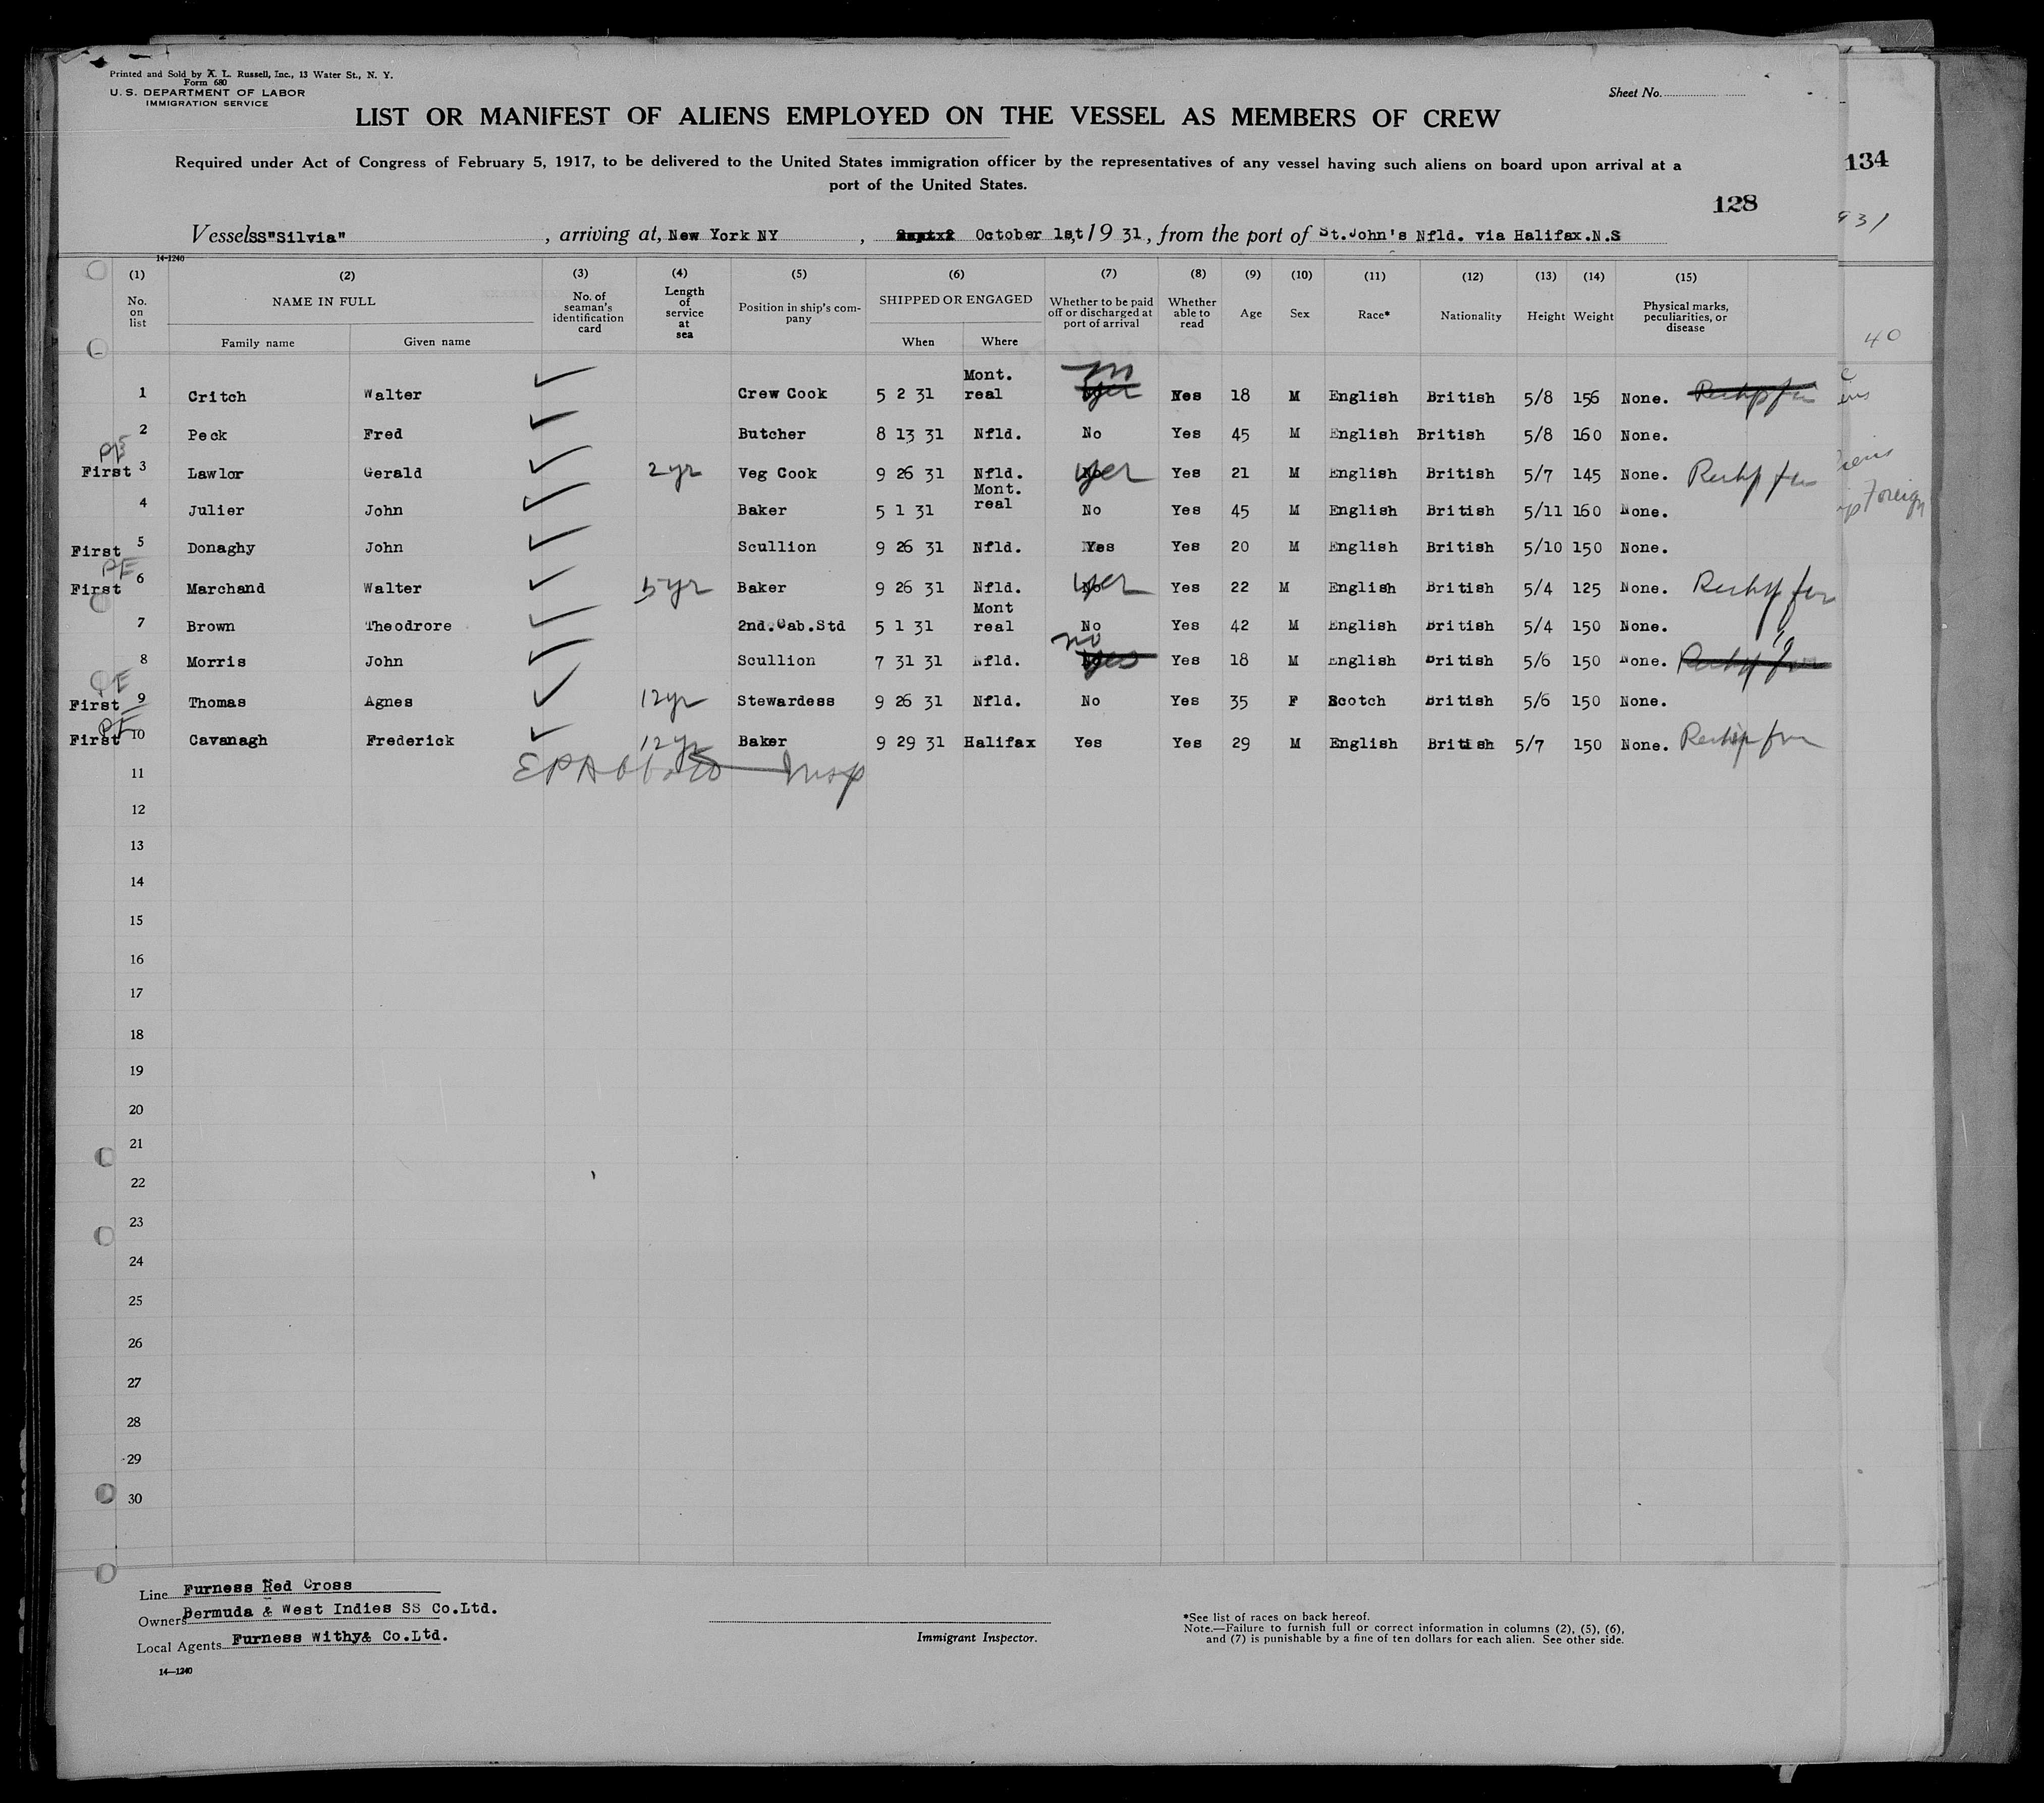 Printed and Sold by A. L. Russell, Inc., 13 Water St., N. Y.
Form 680
U. S. DEPARTMENT OF LABOR
IMMIGRATION SERVICE
Sheet No.
LIST OR MANIFEST OF ALIENS EMPLOYED ON THE VESSEL AS MEMBERS OF CREW
Required under Act of Congress of February 5, 1917, to be delivered to the United States immigration officer by the representatives of any vessel having such aliens on board upon arrival at a
port of the United States.
134
128
931
Vessel SS"Silvia" , arriving at, New York NY , October 1st, 1931, from the port of St.John's Nfld. via Halifax.N.S
14-1240
(1) (2) (3) (4) (5) (6) (7) (8) (9) (10) (11) (12) (13) (14) (15)
No. on list NAME IN FULL No. of seaman's identification card Length of service at sea Position in ship's company SHIPPED OR ENGAGED Whether to be paid off or discharged at port of arrival Whether able to read Age Sex Race* Nationality Height Weight Physical marks, peculiarities, or disease
Family name Given name When Where
40
1 Critch Walter Crew Cook 5 2 31 Mont. real no Yes 18 M English British 5/8 156 None.
2 Peck Fred Butcher 8 13 31 Nfld. No Yes 45 M English British 5/8 160 None.
PE
First 3 Lawlor Gerald 2 yr Veg Cook 9 26 31 Nfld. yes Yes 21 M English British 5/7 145 None.
4 Julier John Baker 5 1 31 Mont. real No Yes 45 M English British 5/11 160 None.
Foreign
First 5 Donaghy John Scullion 9 26 31 Nfld. Yes Yes 20 M English British 5/10 150 None.
PE
First 6 Marchand Walter 5 yr Baker 9 26 31 Nfld. yes Yes 22 M English British 5/4 125 None.
7 Brown Theodrore 2nd.Cab.Std 5 1 31 Mont real No Yes 42 M English British 5/4 150 None.
8 Morris John Scullion 7 31 31 Nfld. no Yes 18 M English British 5/6 150 None.
PE
First 9 Thomas Agnes 12 yr Stewardess 9 26 31 Nfld. No Yes 35 F Scotch British 5/6 150 None.
PE
First 10 Cavanagh Frederick 12 yr Baker 9 29 31 Halifax Yes Yes 29 M English British 5/7 150 None.
11 Insp
12
13
14
15
16
17
18
19
20
21
22
23
24
25
26
27
28
29
30
Line Furness Red Cross
Owners Bermuda & West Indies SS Co.Ltd.
Local Agents Furness Withy& Co.Ltd.
14—1240
Immigrant Inspector.
*See list of races on back hereof.
Note.—Failure to furnish full or correct information in columns (2), (5), (6),
and (7) is punishable by a fine of ten dollars for each alien. See other side.